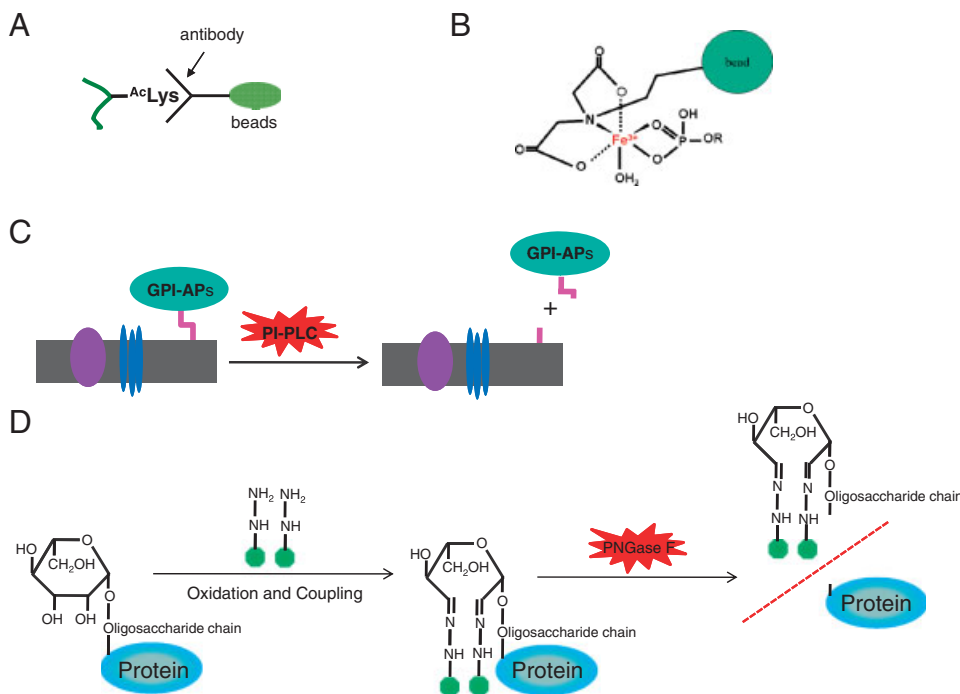 A
antibody
AcLys
beads
B
O
O
bead
N
O
O
Fe3+
O
O
P
OH
OR
OH2
C
GPI-APs
PI-PLC
GPI-APs
+
D
HO
O
CH2OH
OH
OH
O
Oligosaccharide chain
Protein
NH2 NH2
NH NH
Oxidation and Coupling
HO
O
CH2OH
O
N N
O
Oligosaccharide chain
NH NH
Protein
PNGase F
HO
O
CH2OH
O
N N
Oligosaccharide chain
NH NH
Protein